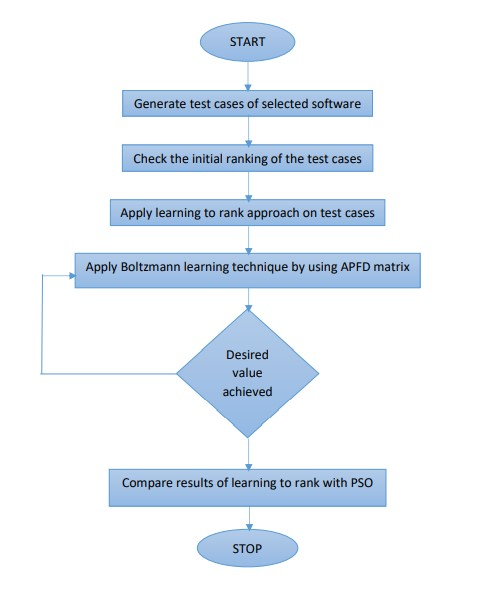 START
Generate test cases of selected software
Check the initial ranking of the test cases
Apply learning to rank approach on test cases
Apply Boltzmann learning technique by using APFD matrix
Desired
value
achieved
Compare results of learning to rank with PSO
STOP